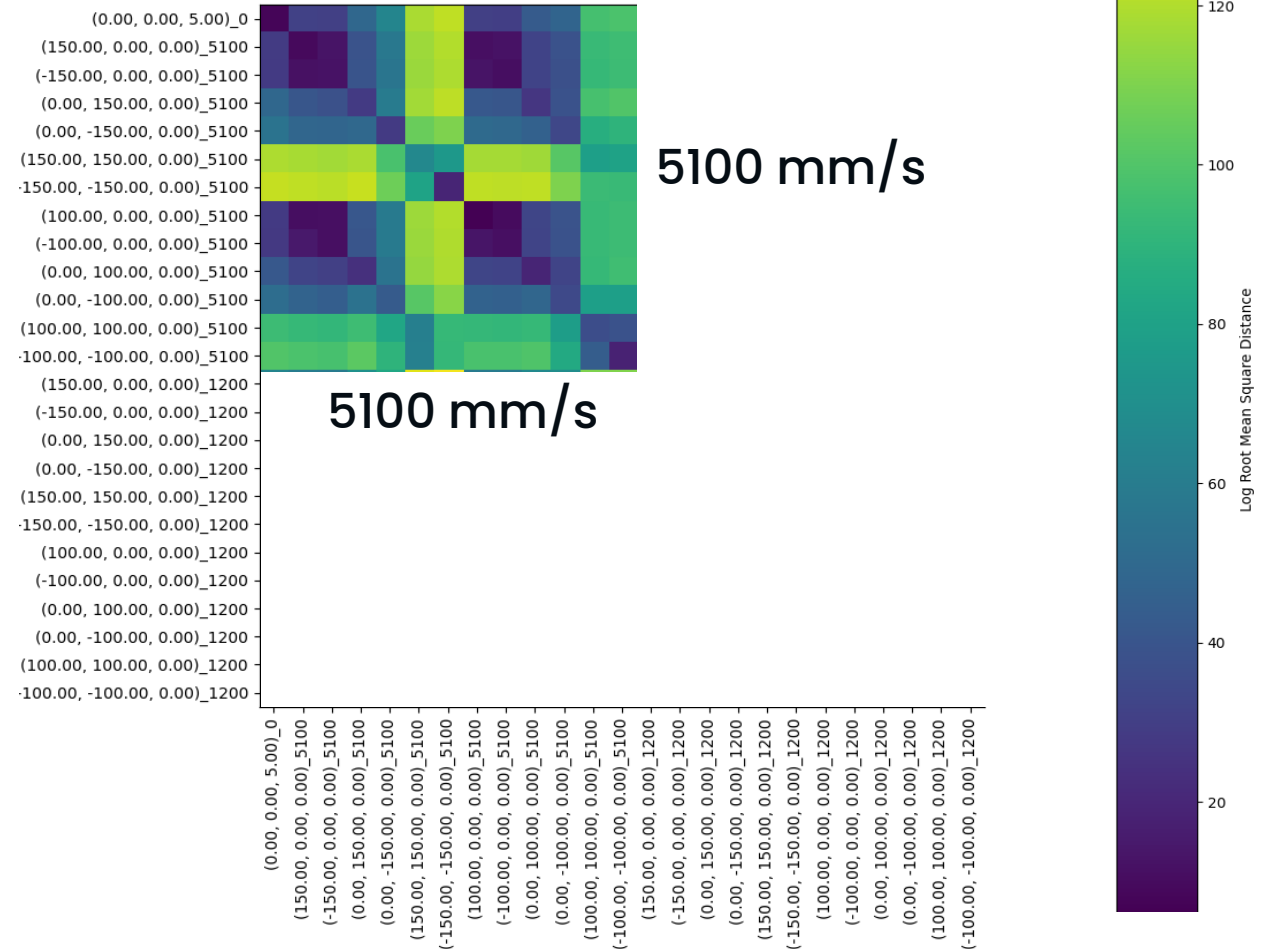 (0.00, 0.00, 5.00)_0
(150.00, 0.00, 0.00)_5100
(-150.00, 0.00, 0.00)_5100
(0.00, 150.00, 0.00)_5100
(0.00, -150.00, 0.00)_5100
(150.00, 150.00, 0.00)_5100
-150.00, -150.00, 0.00)_5100
(100.00, 0.00, 0.00)_5100
(-100.00, 0.00, 0.00)_5100
(0.00, 100.00, 0.00)_5100
(0.00, -100.00, 0.00)_5100
(100.00, 100.00, 0.00)_5100
-100.00, -100.00, 0.00)_5100
(150.00, 0.00, 0.00)_1200
(-150.00, 0.00, 0.00)_1200
(0.00, 150.00, 0.00)_1200
(0.00, -150.00, 0.00)_1200
(150.00, 150.00, 0.00)_1200
-150.00, -150.00, 0.00)_1200
(100.00, 0.00, 0.00)_1200
(-100.00, 0.00, 0.00)_1200
(0.00, 100.00, 0.00)_1200
(0.00, -100.00, 0.00)_1200
(100.00, 100.00, 0.00)_1200
-100.00, -100.00, 0.00)_1200
5100 mm/s
5100 mm/s
(0.00, 0.00, 5.00)_0
(150.00, 0.00, 0.00)_5100
(-150.00, 0.00, 0.00)_5100
(0.00, 150.00, 0.00)_5100
(0.00, -150.00, 0.00)_5100
(150.00, 150.00, 0.00)_5100
(-150.00, -150.00, 0.00)_5100
(100.00, 0.00, 0.00)_5100
(-100.00, 0.00, 0.00)_5100
(0.00, 100.00, 0.00)_5100
(0.00, -100.00, 0.00)_5100
(100.00, 100.00, 0.00)_5100
(-100.00, -100.00, 0.00)_5100
(150.00, 0.00, 0.00)_1200
(-150.00, 0.00, 0.00)_1200
(0.00, 150.00, 0.00)_1200
(0.00, -150.00, 0.00)_1200
(150.00, 150.00, 0.00)_1200
(-150.00, -150.00, 0.00)_1200
(100.00, 0.00, 0.00)_1200
(-100.00, 0.00, 0.00)_1200
(0.00, 100.00, 0.00)_1200
(0.00, -100.00, 0.00)_1200
(100.00, 100.00, 0.00)_1200
(-100.00, -100.00, 0.00)_1200
120
100
80
60
40
20
Log Root Mean Square Distance